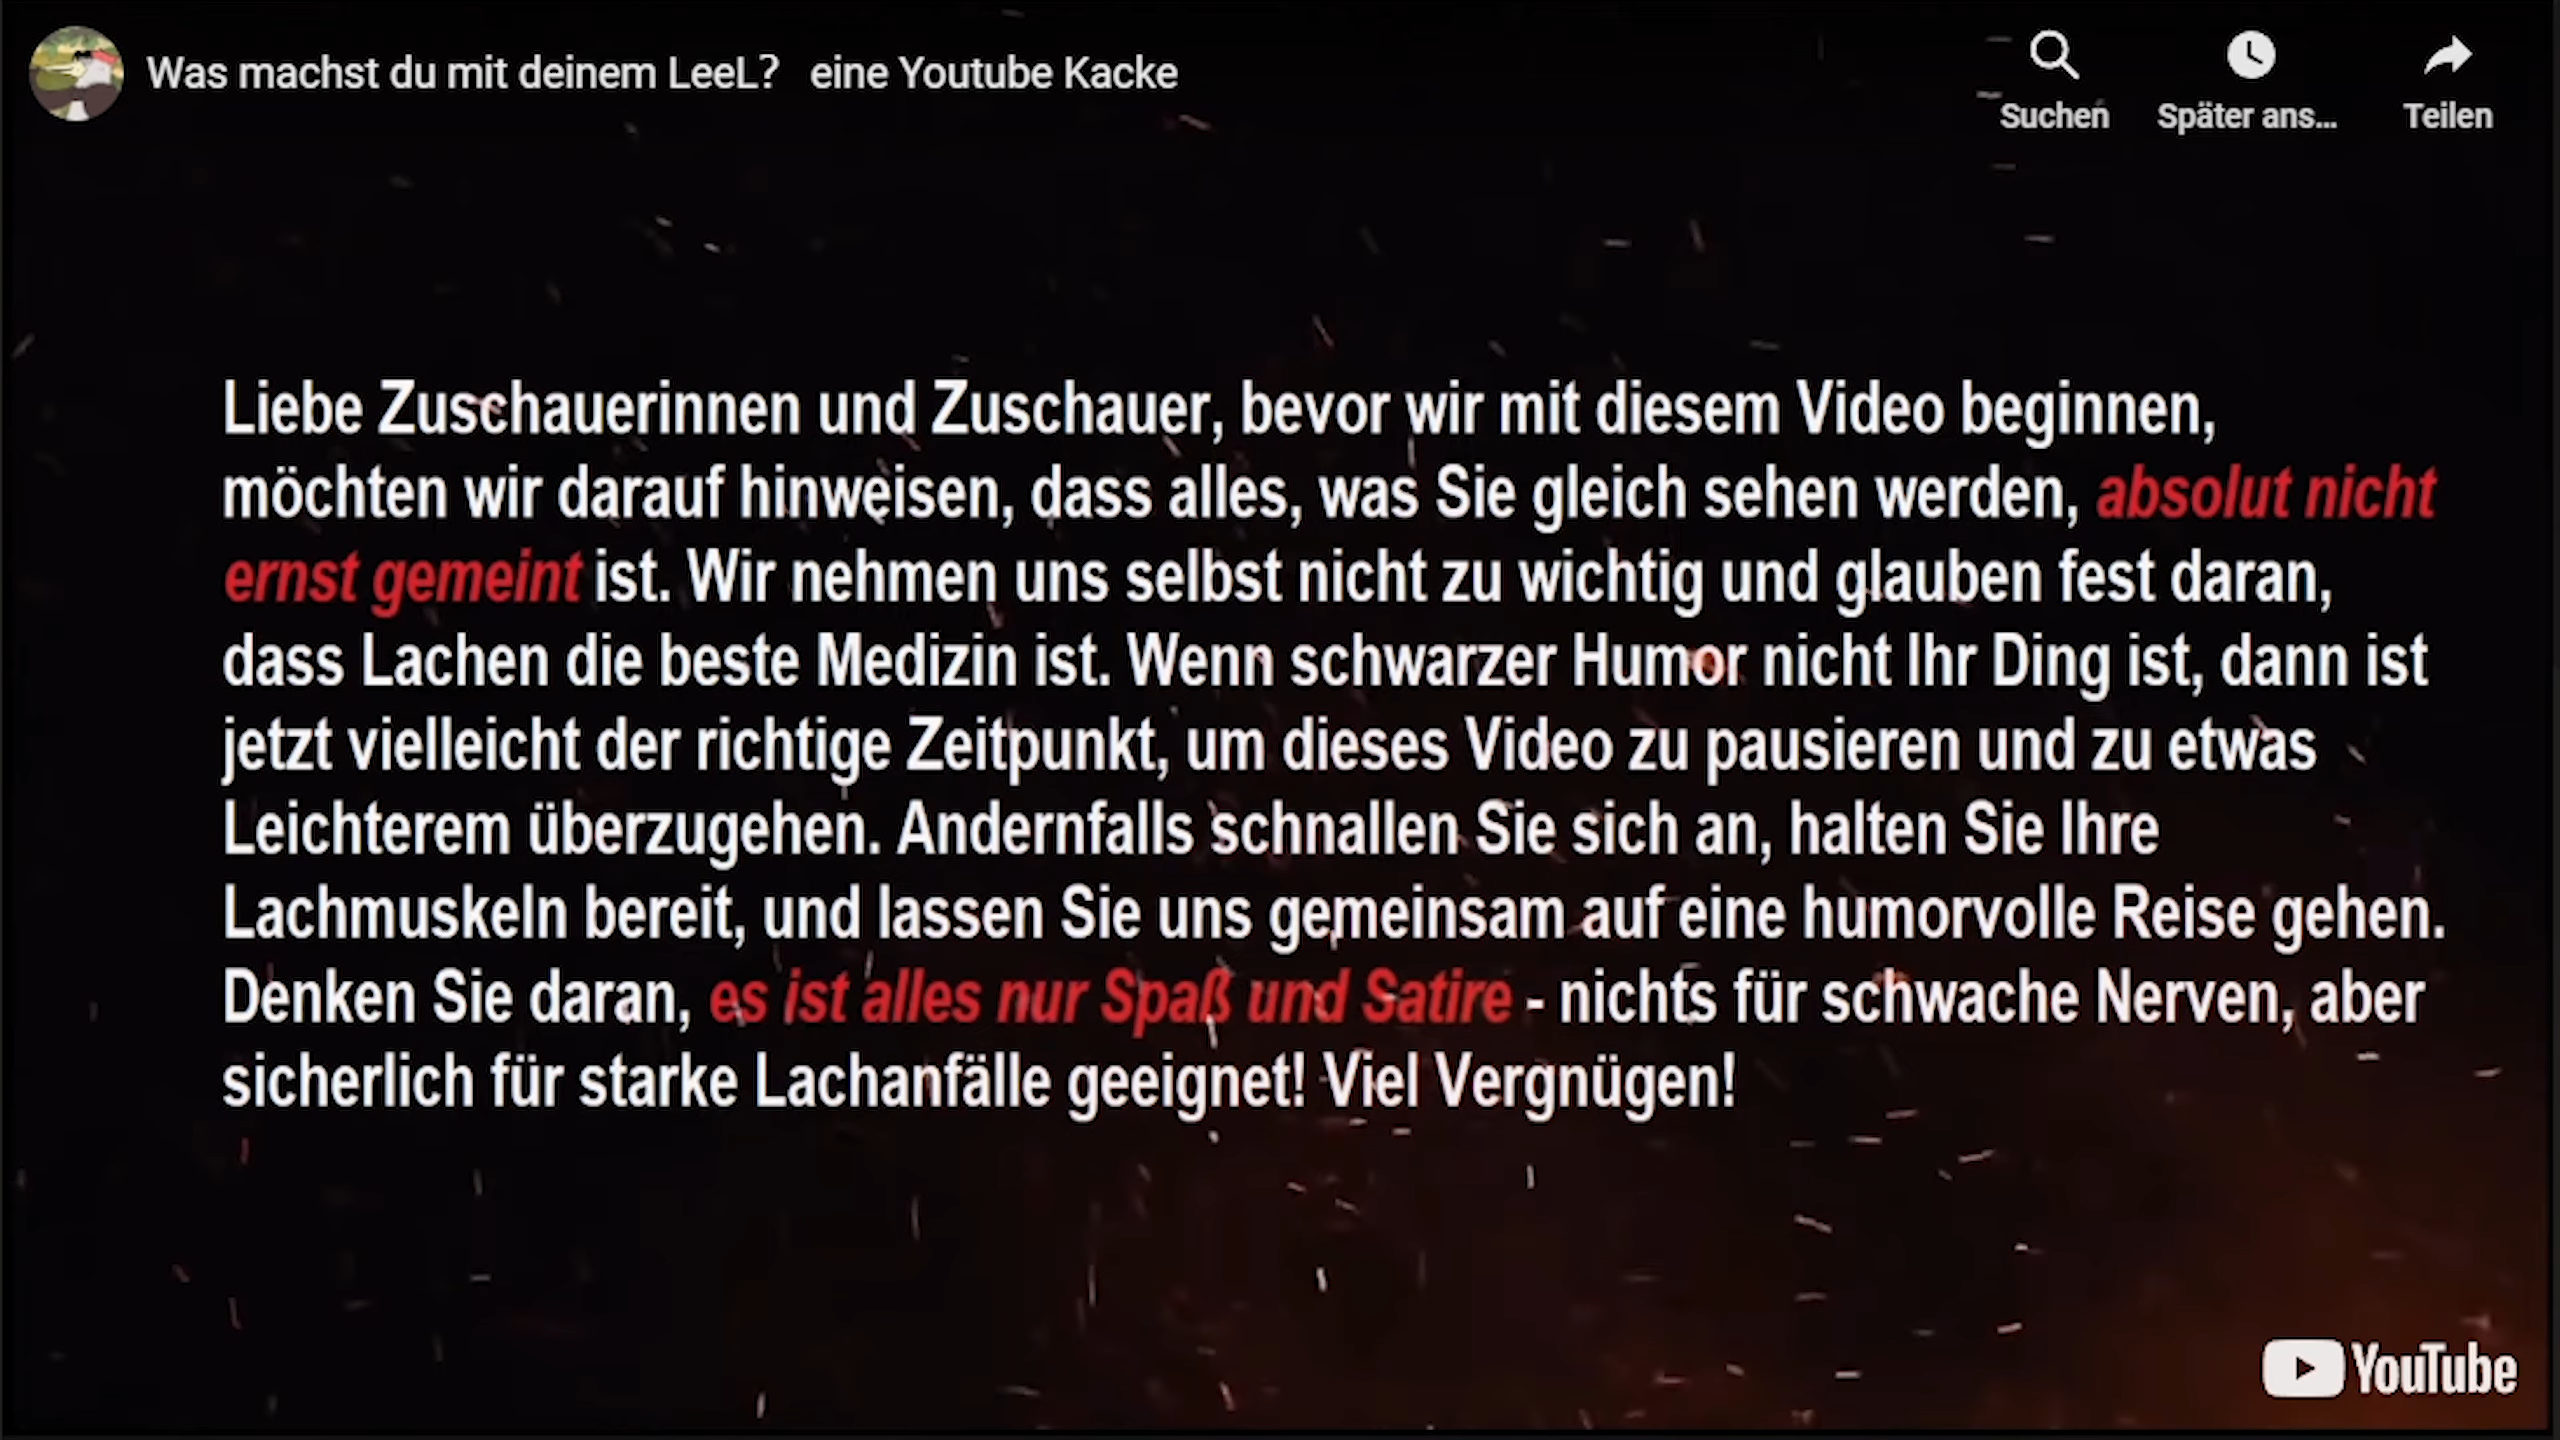 Was machst du mit deinem LeeL? eine Youtube Kacke
Suchen
Später ans...
Teilen
Liebe Zuschauerinnen und Zuschauer, bevor wir mit diesem Video beginnen,
möchten wir darauf hinweisen, dass alles, was Sie gleich sehen werden, absolut nicht
ernst gemeint ist. Wir nehmen uns selbst nicht zu wichtig und glauben fest daran,
dass Lachen die beste Medizin ist. Wenn schwarzer Humor nicht Ihr Ding ist, dann ist
jetzt vielleicht der richtige Zeitpunkt, um dieses Video zu pausieren und zu etwas
Leichterem überzugehen. Andernfalls schnallen Sie sich an, halten Sie Ihre
Lachmuskeln bereit, und lassen Sie uns gemeinsam auf eine humorvolle Reise gehen.
Denken Sie daran, es ist alles nur Spaß und Satire - nichts für schwache Nerven, aber
sicherlich für starke Lachanfälle geeignet! Viel Vergnügen!
YouTube